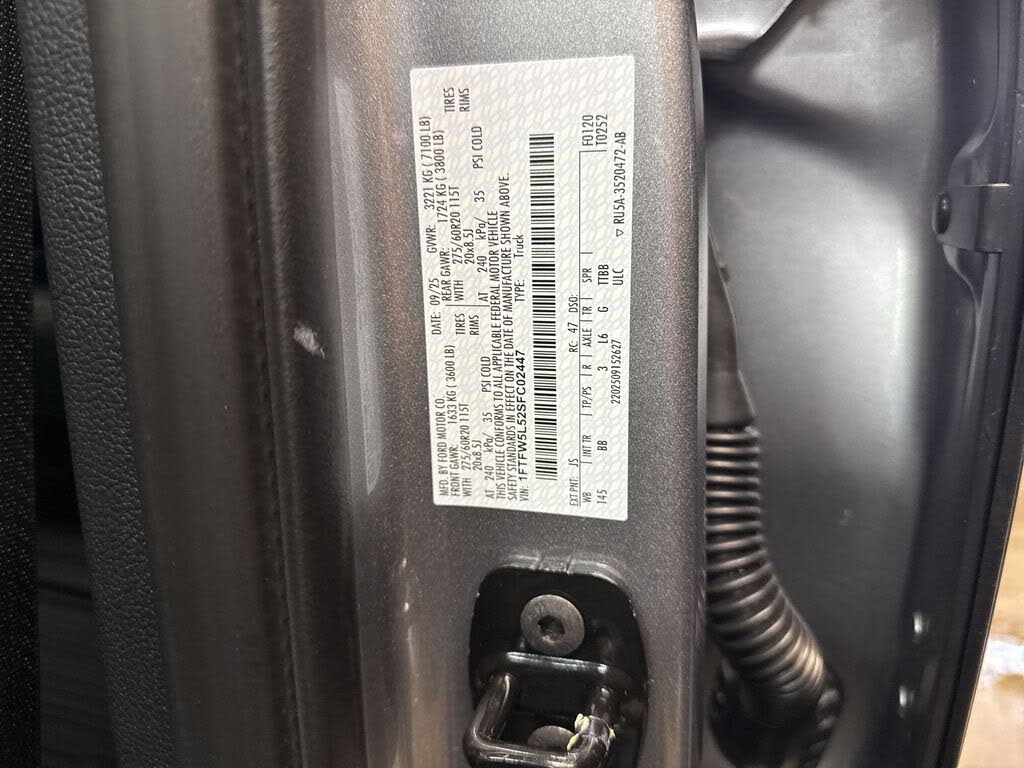 MFD. BY FORD MOTOR CO. DATE: 09/25 GVWR: 3221 KG ( 7100 LB)
FRONT GAWR: 1633 KG ( 3600 LB) REAR GAWR: 1724 KG ( 3800 LB)
WITH 275/60R20 115T TIRES WITH 275/60R20 115T TIRES
20x8.5J RIMS 20x8.5J RIMS
AT 240 kPa/ 35 PSI COLD AT 240 kPa/ 35 PSI COLD
THIS VEHICLE CONFORMS TO ALL APPLICABLE FEDERAL MOTOR VEHICLE
SAFETY STANDARDS IN EFFECT ON THE DATE OF MANUFACTURE SHOWN ABOVE.
VIN: 1FTFW5L52SFC02447 TYPE: Truck
EXT PNT: JS RC: 47 DSO: F0120
WB INT TR TP/PS R AXLE TR SPR T0252
145 BB 3 L6 G TTBB
ULC
2202509152627 ▽ RU5A-3520472-AB